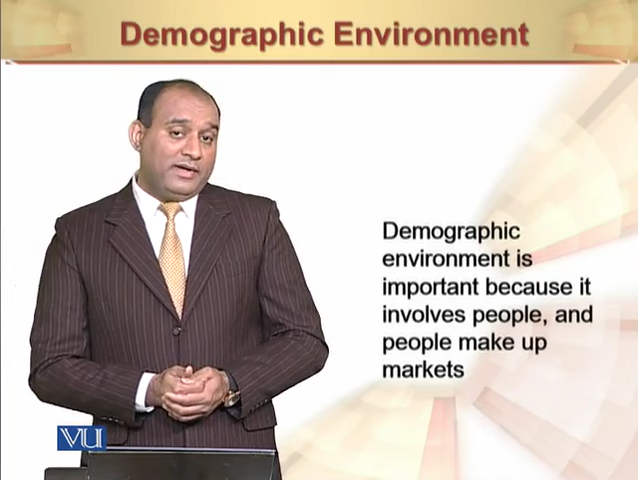 Demographic Environment
Demographic
environment is
important because it
involves people, and
people make up
markets
VU